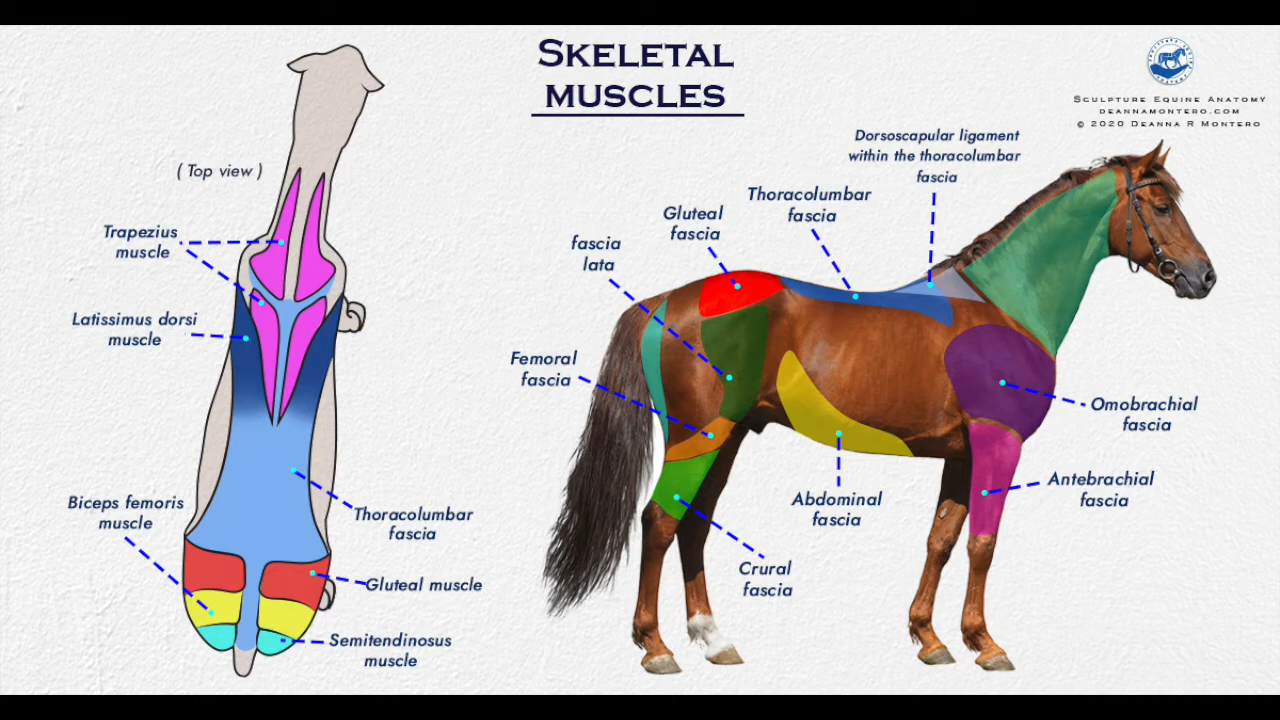 SKELETAL
MUSCLES
SCULPTURE EQUINE ANATOMY
DEANNAMONTERO.COM
© 2020 DEANNA R MONTERO
( Top view )
Trapezius
muscle
Latissimus dorsi
muscle
Biceps femoris
muscle
Thoracolumbar
fascia
Gluteal muscle
Semitendinosus
muscle
Dorsoscapular ligament
within the thoracolumbar
fascia
Thoracolumbar
fascia
Gluteal
fascia
fascia
lata
Femoral
fascia
Omobrachial
fascia
Antebrachial
fascia
Abdominal
fascia
Crural
fascia